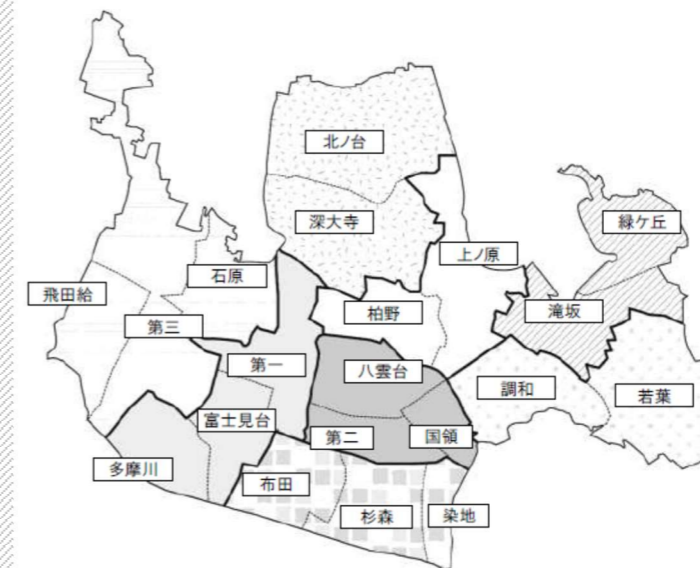 北ノ台
深大寺
緑ケ丘
上ノ原
石原
飛田給
滝坂
柏野
第三
第一
八雲台
調和
若葉
富士見台
第二
国領
多摩川
布田
杉森
染地